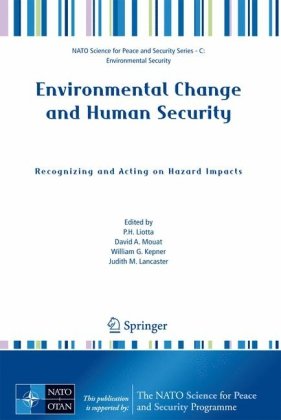 NATO Science for Peace and Security Series - C:
Environmental Security
Environmental Change
and Human Security
Recognizing and Acting on Hazard Impacts
Edited by
P.H. Liotta
David A. Mouat
William G. Kepner
Judith M. Lancaster
Springer
NATO
OTAN
This publication
is supported by:
The NATO Science for Peace
and Security Programme